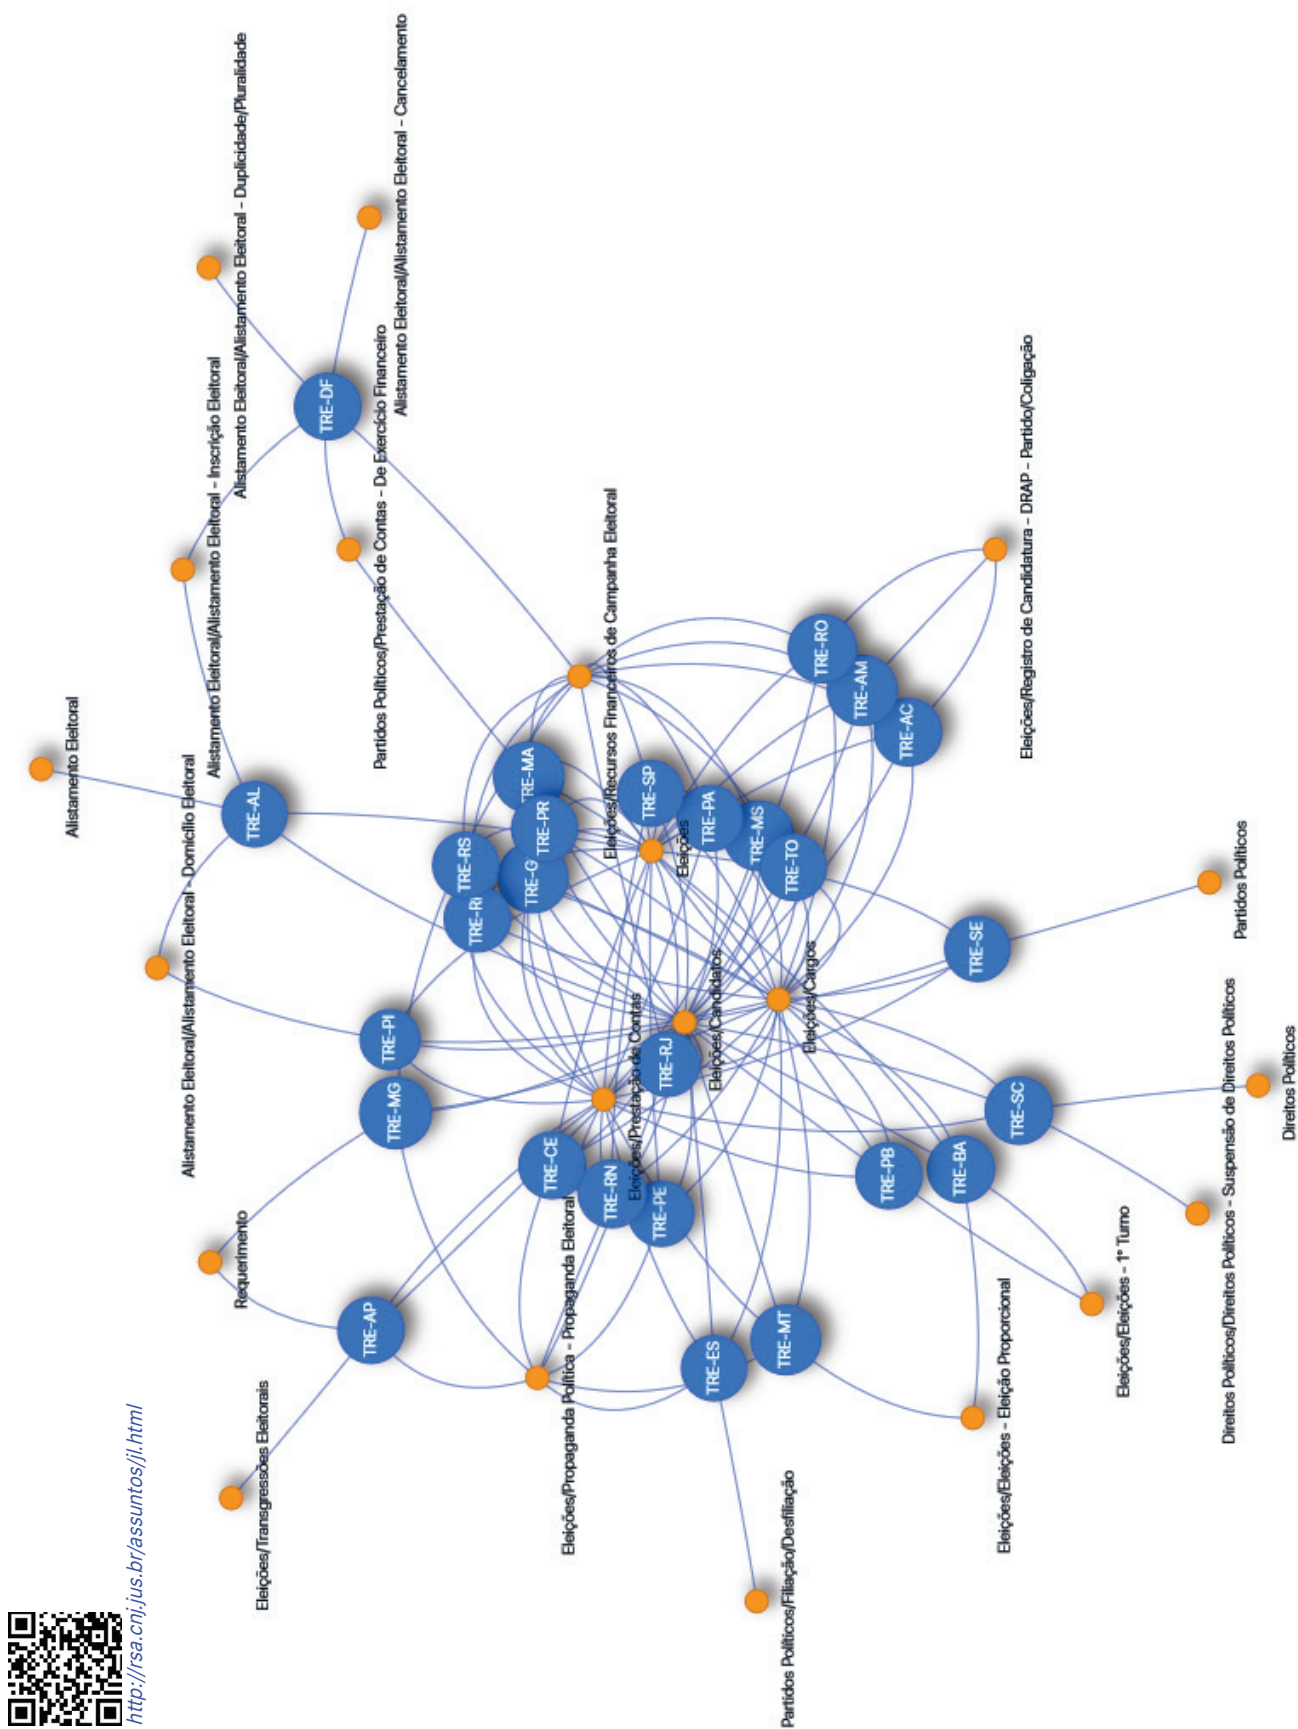 http://rsa.cnj.jus.br/assuntos/jl.html
Alistamento Eleitoral
Alistamento Eleitoral/Alistamento Eleitoral - Domicílio Eleitoral
Alistamento Eleitoral/Alistamento Eleitoral - Inscrição Eleitoral
Requerimento
Alistamento Eleitoral/Alistamento Eleitoral - Duplicidade/Pluralidade
TRE-AL
Eleições/Transgressões Eleitorais
TRE-DF
TRE-AP
Partidos Políticos/Prestação de Contas - De Exercício Financeiro
TRE-PI
TRE-MG
Alistamento Eleitoral/Alistamento Eleitoral - Cancelamento
TRE-RS
TRE-R
TRE-MA
TRE-G
TRE-PR
TRE-CE
Eleições/Propaganda Política - Propaganda Eleitoral
Eleições/Recursos Financeiros de Campanha Eleitoral
TRE-RN
Eleições/Prestação de Contas
TRE-SP
TRE-PE
TRE-RJ
Eleições
TRE-PA
TRE-ES
Eleições/Candidatos
TRE-MS
TRE-MT
Partidos Políticos/Filiação/Desfiliação
TRE-TO
Eleições/Cargos
TRE-RO
TRE-AM
TRE-PB
TRE-AC
TRE-BA
TRE-SE
Eleições/Eleições - Eleição Proporcional
TRE-SC
Eleições/Registro de Candidatura - DRAP - Partido/Coligação
Eleições/Eleições - 1° Turno
Direitos Políticos/Direitos Políticos - Suspensão de Direitos Políticos
Partidos Políticos
Direitos Políticos